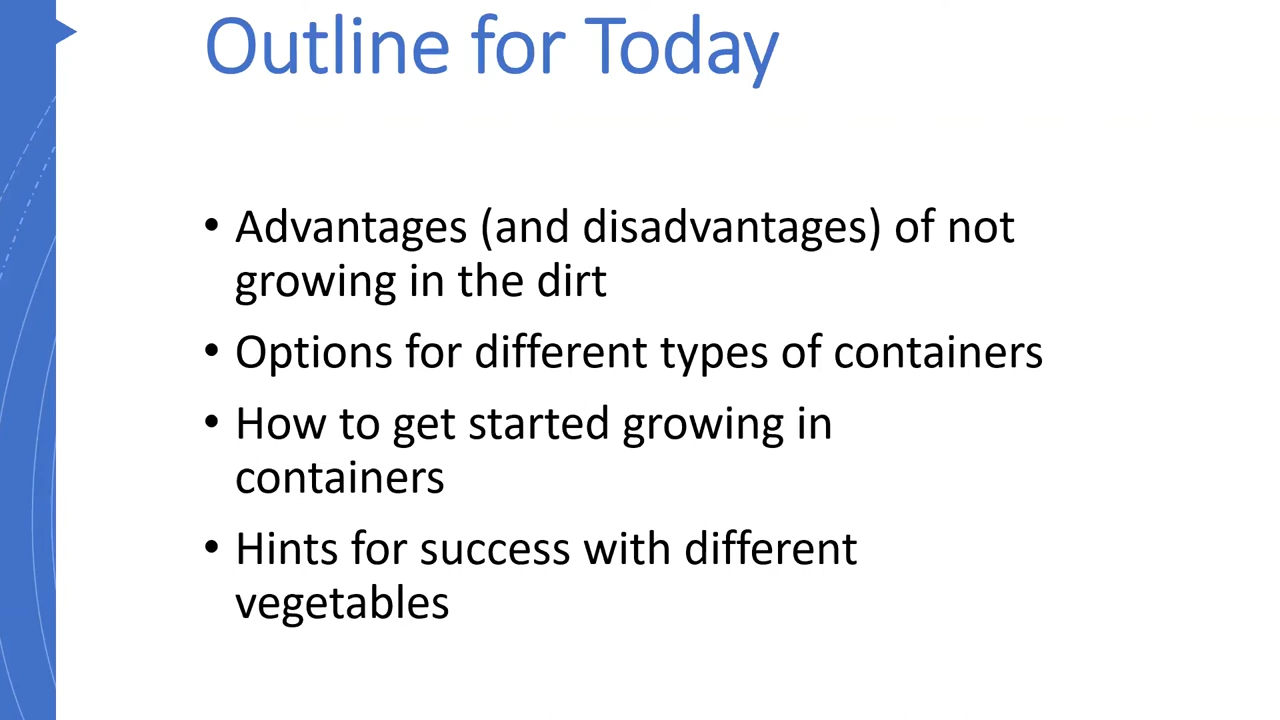 Outline for Today
• Advantages (and disadvantages) of not
growing in the dirt
• Options for different types of containers
• How to get started growing in
containers
• Hints for success with different
vegetables